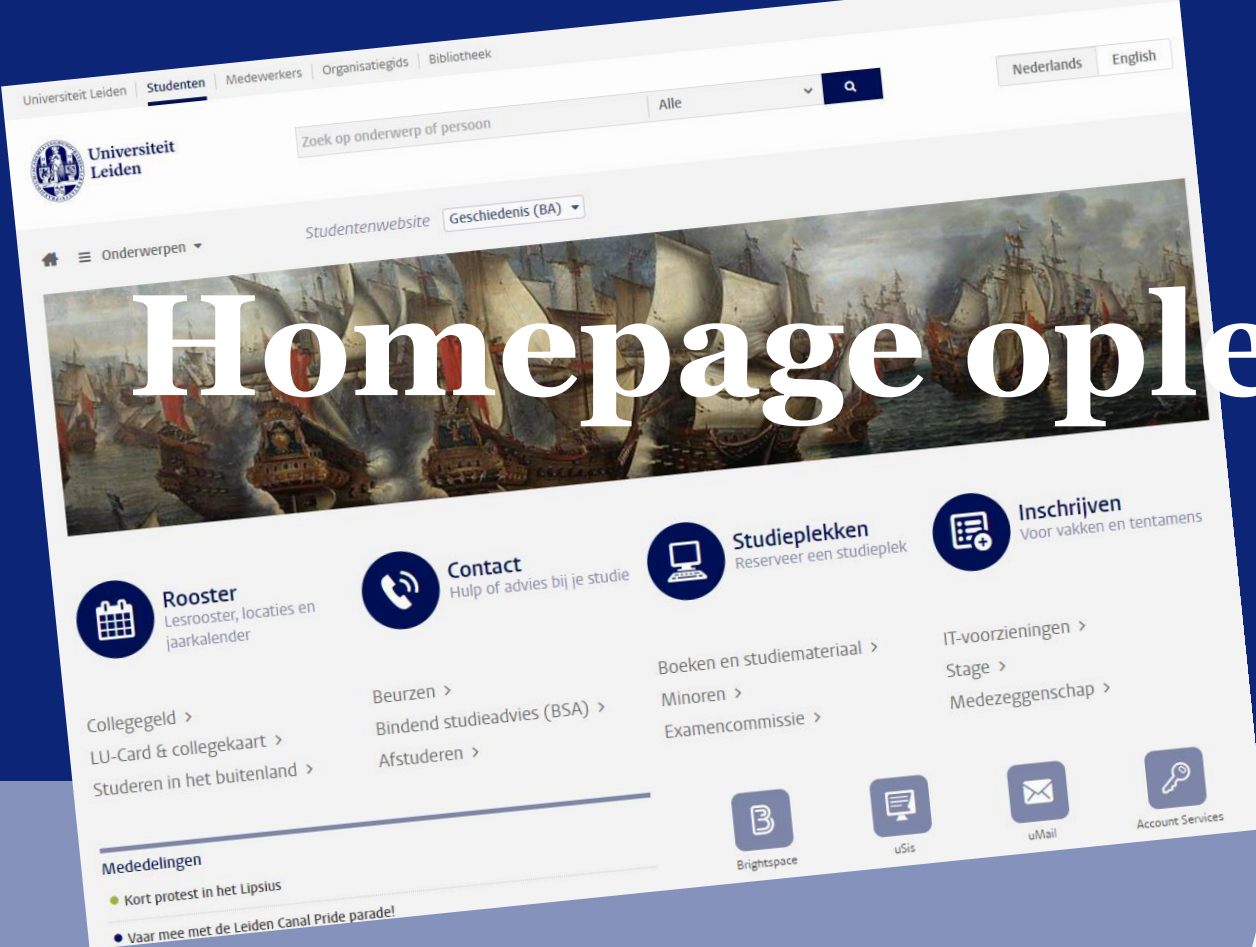 Universiteit Leiden Studenten Medewerkers Organisatiegids Bibliotheek
Nederlands English
Zoek op onderwerp of persoon Alle
Universiteit
Leiden
Onderwerpen
Studentenwebsite Geschiedenis (BA)
Homepage ople
Rooster
Lesrooster, locaties en
jaarkalender
Contact
Hulp of advies bij je studie
Studieplekken
Reserveer een studieplek
Inschrijven
Voor vakken en tentamens
Collegegeld >
LU-Card & collegekaart >
Studeren in het buitenland >
Beurzen >
Bindend studieadvies (BSA) >
Afstuderen >
Boeken en studiemateriaal >
Minoren >
Examencommissie >
IT-voorzieningen >
Stage >
Medezeggenschap >
Mededelingen
Kort protest in het Lipsius
Vaar mee met de Leiden Canal Pride parade!
B
Brightspace
uSis
uMail
Account Services